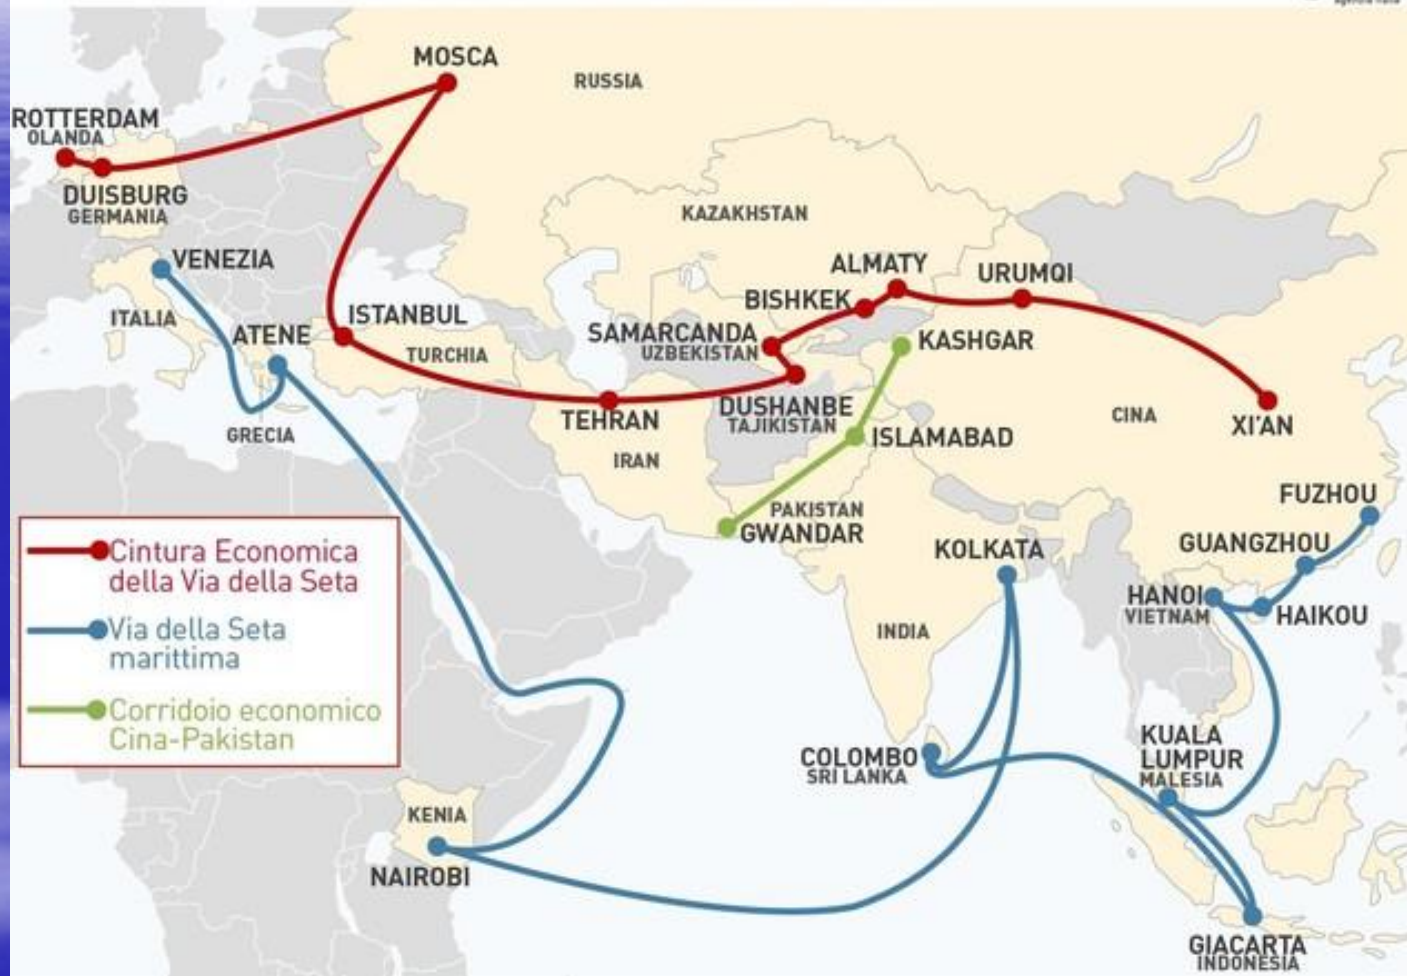 MOSCA
RUSSIA
ROTTERDAM
OLANDA
DUISBURG
GERMANIA
KAZAKHSTAN
VENEZIA
ALMATY
URUMQI
BISHKEK
ITALIA
ATENE
ISTANBUL
SAMARCANDA
UZBEKISTAN
KASHGAR
TURCHIA
TEHRAN
DUSHANBE
TAJIKISTAN
CINA
XI'AN
GRECIA
ISLAMABAD
IRAN
FUZHOU
PAKISTAN
GWANDAR
KOLKATA
GUANGZHOU
HANOI
VIETNAM
HAIKOU
INDIA
Cintura Economica
della Via della Seta
Via della Seta
marittima
Corridoio economico
Cina-Pakistan
COLOMBO
SRI LANKA
KUALA
LUMPUR
MALESIA
KENIA
NAIROBI
GIACARTA
INDONESIA